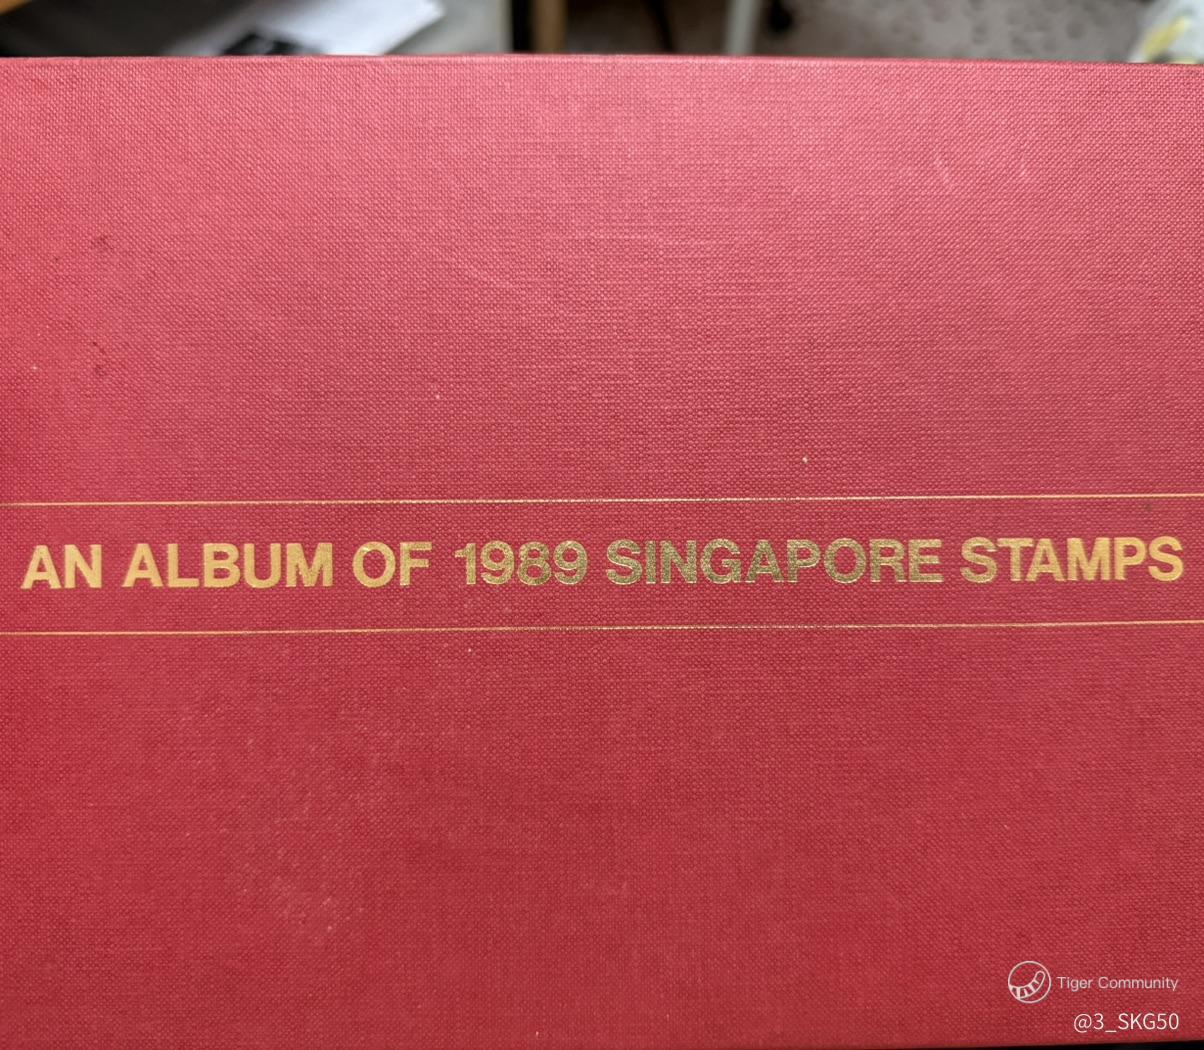 AN ALBUM OF 1989 SINGAPORE STAMPS
Tiger Community
@3_SKG50